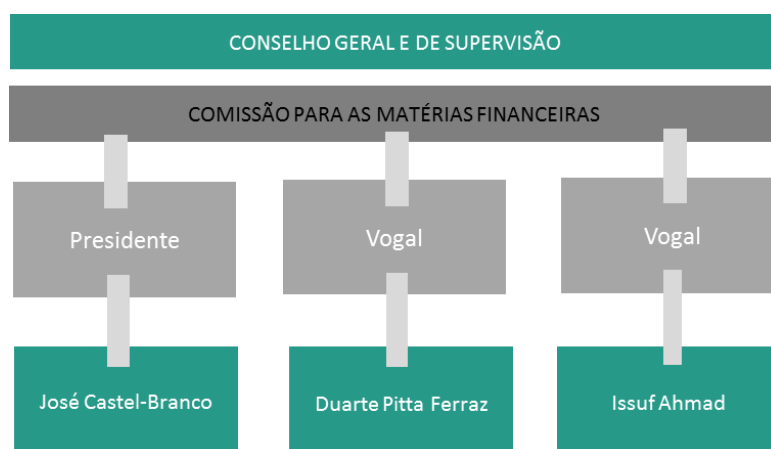 CONSELHO GERAL E DE SUPERVISÃO
COMISSÃO PARA AS MATÉRIAS FINANCEIRAS
Presidente
Vogal
Vogal
José Castel-Branco
Duarte Pitta Ferraz
Issuf Ahmad